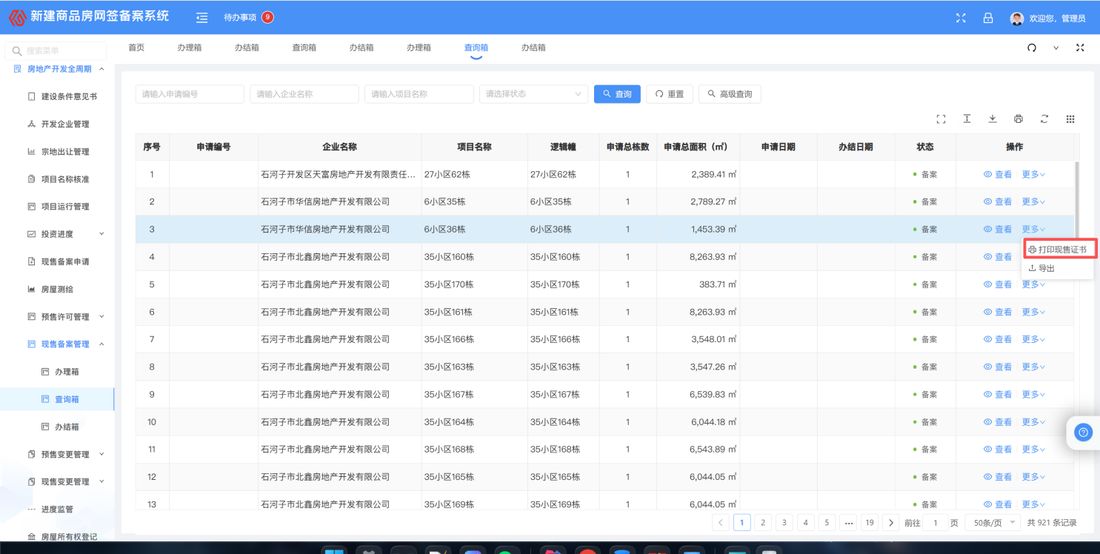 新建商品房网签备案系统
待办事项 9
欢迎您, 管理员
搜索菜单
首页 办理箱 办结箱 查询箱 办结箱 办理箱 查询箱 办结箱
房地产开发全周期
建设条件意见书
开发企业管理
宗地出让管理
项目名称核准
项目运行管理
投资进度
现售备案申请
房屋测绘
预售许可管理
现售备案管理
办理箱
查询箱
办结箱
预售变更管理
现售变更管理
进度监管
房屋所有权登记
请输入申请编号 请输入企业名称 请输入项目名称 请选择状态 查询 重置 高级查询
序号 申请编号 企业名称 项目名称 逻辑幢 申请总栋数 申请总面积（㎡） 申请日期 办结日期 状态 操作
1 石河子开发区天富房地产开发有限责任... 27小区62栋 27小区62栋 1 2,389.41 ㎡ 备案 查看 更多
2 石河子市华信房地产开发有限公司 6小区35栋 6小区35栋 1 2,789.27 ㎡ 备案 查看 更多
3 石河子市华信房地产开发有限公司 6小区36栋 6小区36栋 1 1,453.39 ㎡ 备案 查看 更多
打印现售证书
4 石河子市北鑫房地产开发有限公司 35小区160栋 35小区160栋 1 8,263.93 ㎡ 备案 查看
导出
5 石河子市北鑫房地产开发有限公司 35小区170栋 35小区170栋 1 383.71 ㎡ 备案 查看 更多
6 石河子市北鑫房地产开发有限公司 35小区161栋 35小区161栋 1 8,263.93 ㎡ 备案 查看 更多
7 石河子市北鑫房地产开发有限公司 35小区166栋 35小区166栋 1 3,548.01 ㎡ 备案 查看 更多
8 石河子市北鑫房地产开发有限公司 35小区163栋 35小区163栋 1 3,547.26 ㎡ 备案 查看 更多
9 石河子市北鑫房地产开发有限公司 35小区167栋 35小区167栋 1 6,539.83 ㎡ 备案 查看 更多
10 石河子市北鑫房地产开发有限公司 35小区164栋 35小区164栋 1 6,044.18 ㎡ 备案 查看 更多
11 石河子市北鑫房地产开发有限公司 35小区168栋 35小区168栋 1 6,543.89 ㎡ 备案 查看 更多
12 石河子市北鑫房地产开发有限公司 35小区165栋 35小区165栋 1 6,044.05 ㎡ 备案 查看 更多
13 石河子市北鑫房地产开发有限公司 35小区169栋 35小区169栋 1 6,044.05 ㎡ 备案 查看 更多
1 2 3 4 5 ••• 19 前往 1 页 50条/页 共 921 条记录